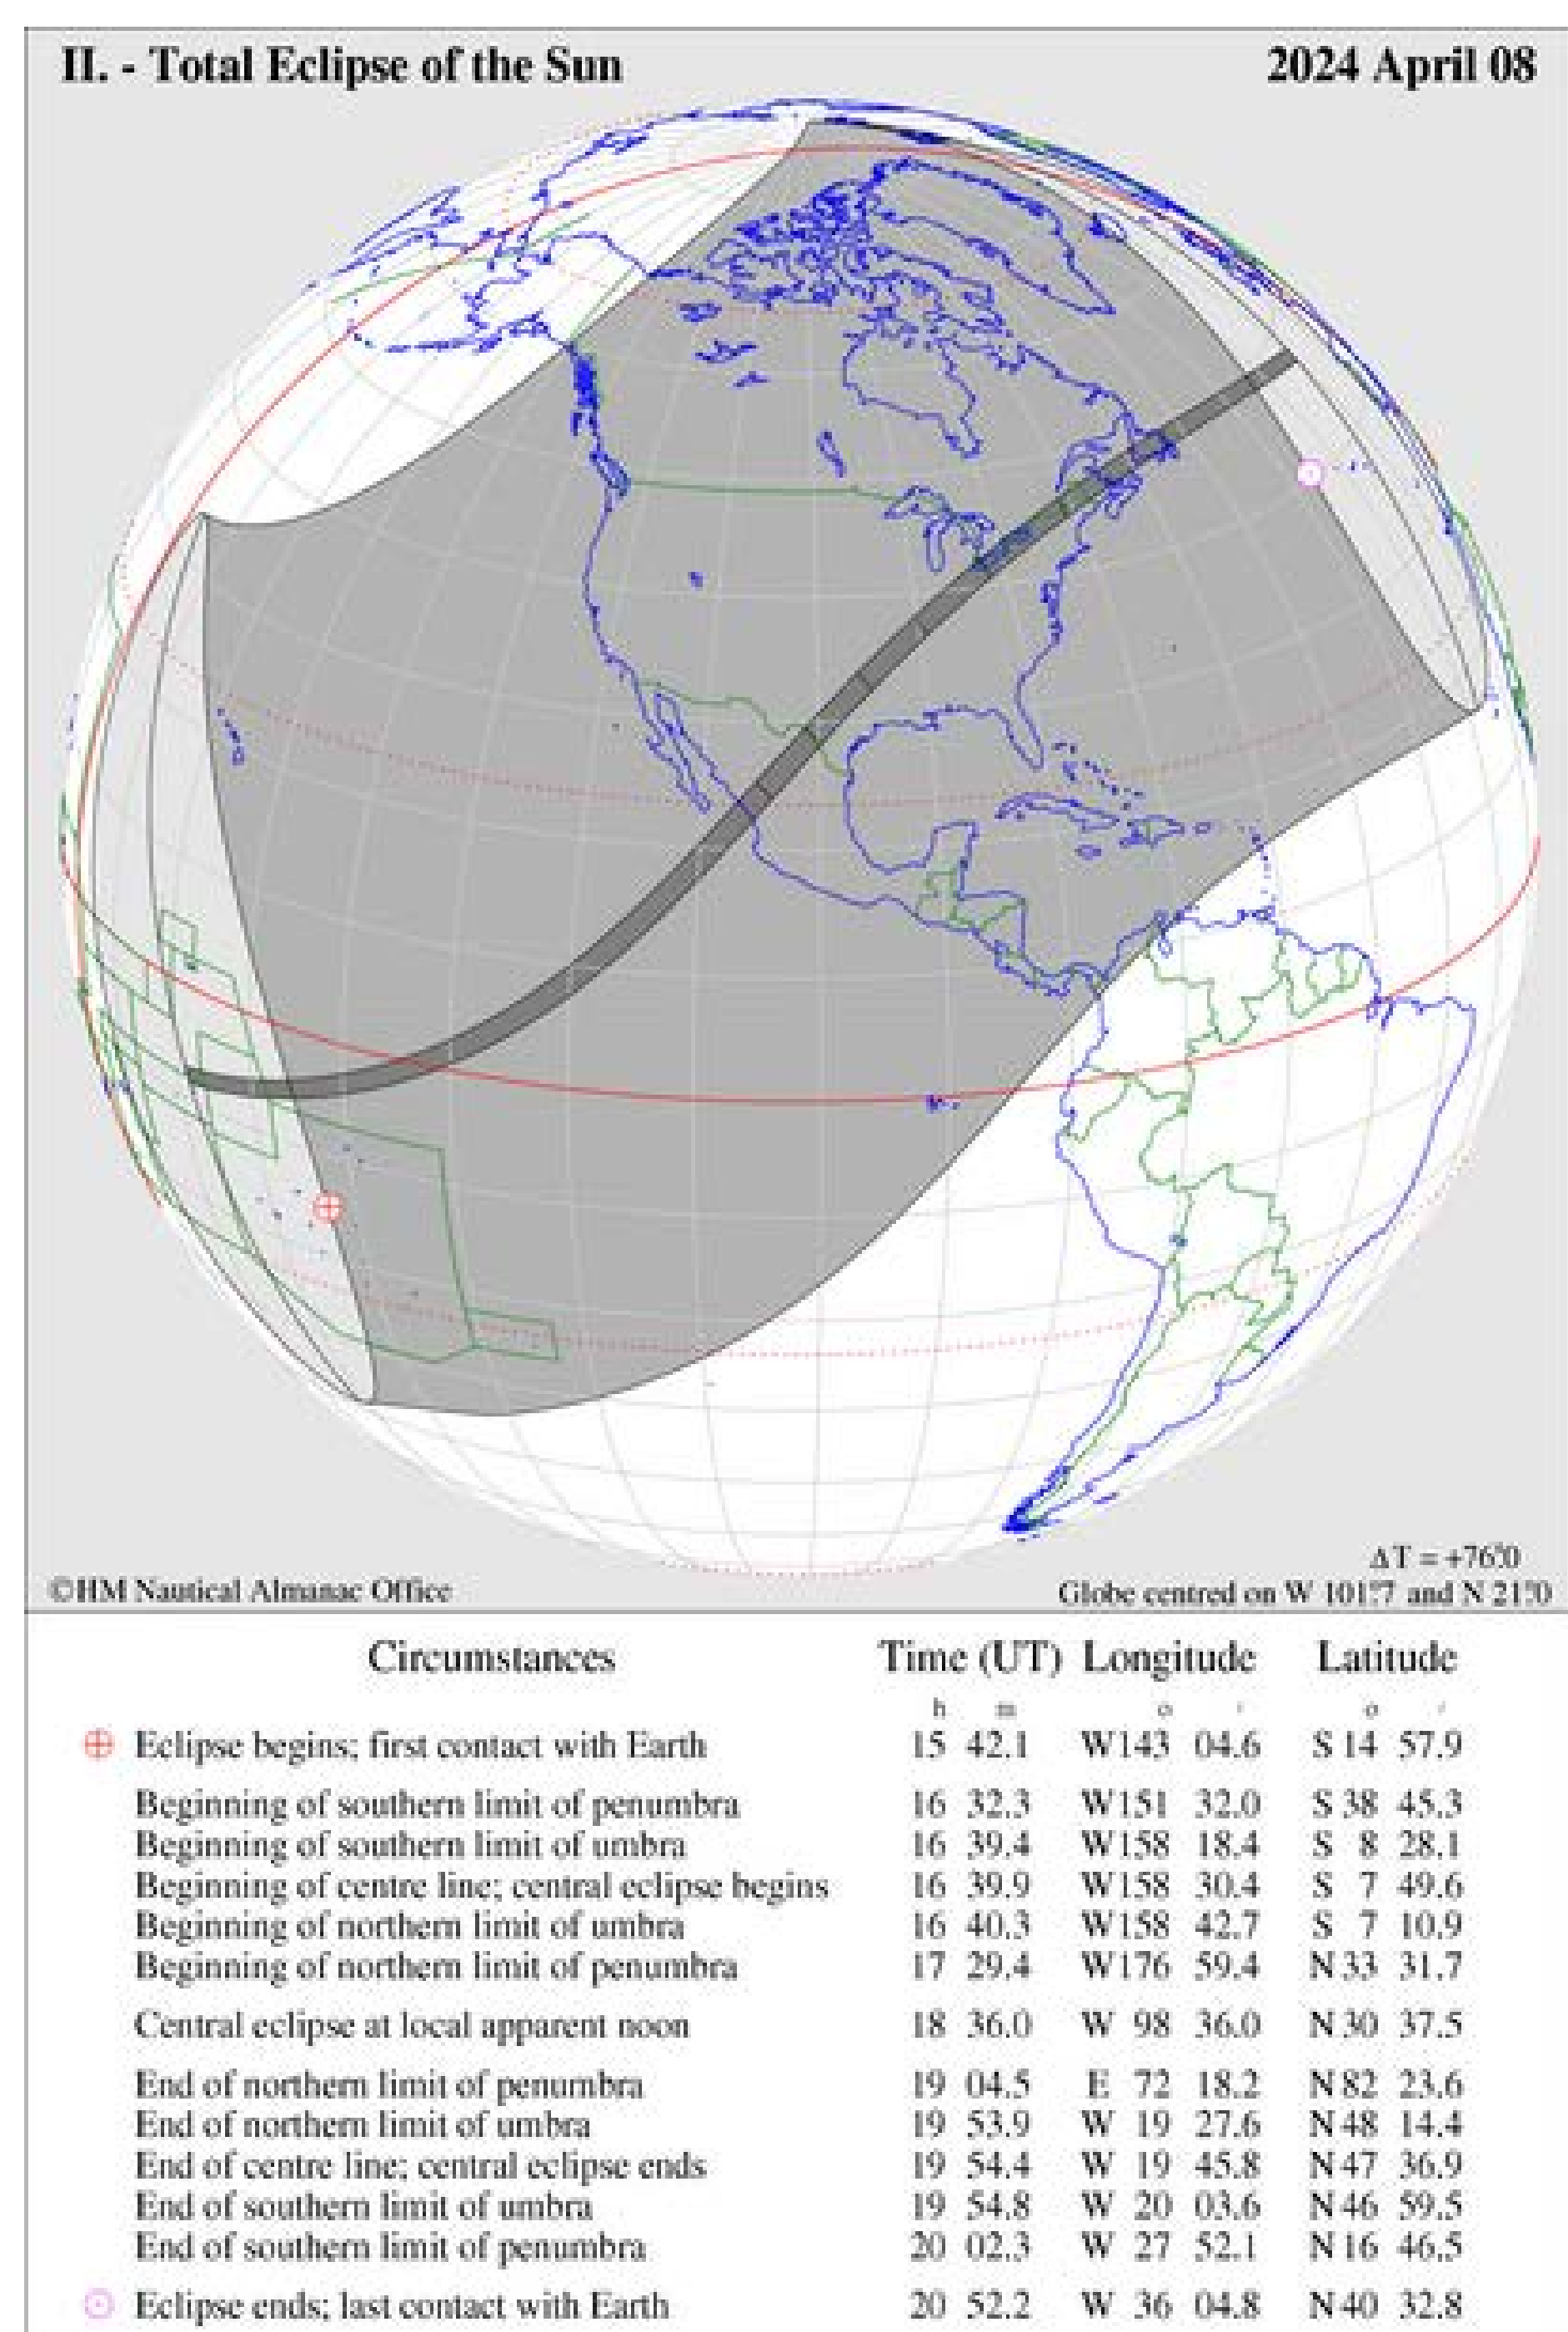 II. - Total Eclipse of the Sun 2024 April 08
ΔT = +76ˢ.0
©HM Nautical Almanac Office Globe centred on W 101°.7 and N 21°.0
Circumstances Time (UT) Longitude Latitude
h m o ' o '
⊕ Eclipse begins; first contact with Earth 15 42.1 W143 04.6 S 14 57.9
Beginning of southern limit of penumbra 16 32.3 W151 32.0 S 38 45.3
Beginning of southern limit of umbra 16 39.4 W158 18.4 S 8 28.1
Beginning of centre line; central eclipse begins 16 39.9 W158 30.4 S 7 49.6
Beginning of northern limit of umbra 16 40.3 W158 42.7 S 7 10.9
Beginning of northern limit of penumbra 17 29.4 W176 59.4 N 33 31.7
Central eclipse at local apparent noon 18 36.0 W 98 36.0 N 30 37.5
End of northern limit of penumbra 19 04.5 E 72 18.2 N 82 23.6
End of northern limit of umbra 19 53.9 W 19 27.6 N 48 14.4
End of centre line; central eclipse ends 19 54.4 W 19 45.8 N 47 36.9
End of southern limit of umbra 19 54.8 W 20 03.6 N 46 59.5
End of southern limit of penumbra 20 02.3 W 27 52.1 N 16 46.5
⊙ Eclipse ends; last contact with Earth 20 52.2 W 36 04.8 N 40 32.8